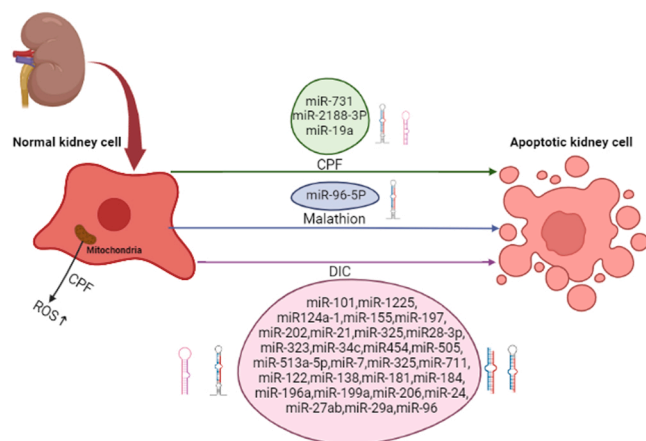 miR-731
miR-2188-3P
miR-19a
Normal kidney cell
Apoptotic kidney cell
CPF
miR-96-5P
Malathion
Mitochondria
CPF
ROS↑
DIC
miR-101,miR-1225,
miR124a-1,miR-155,miR-197,
miR-202,miR-21,miR-325,miR28-3p,
miR-323,miR-34c,miR454,miR-505,
miR-513a-5p,miR-7,miR-325,miR-711,
miR-122,miR-138,miR-181,miR-184,
miR-196a,miR-199a,miR-206,miR-24,
miR-27ab,miR-29a,miR-96